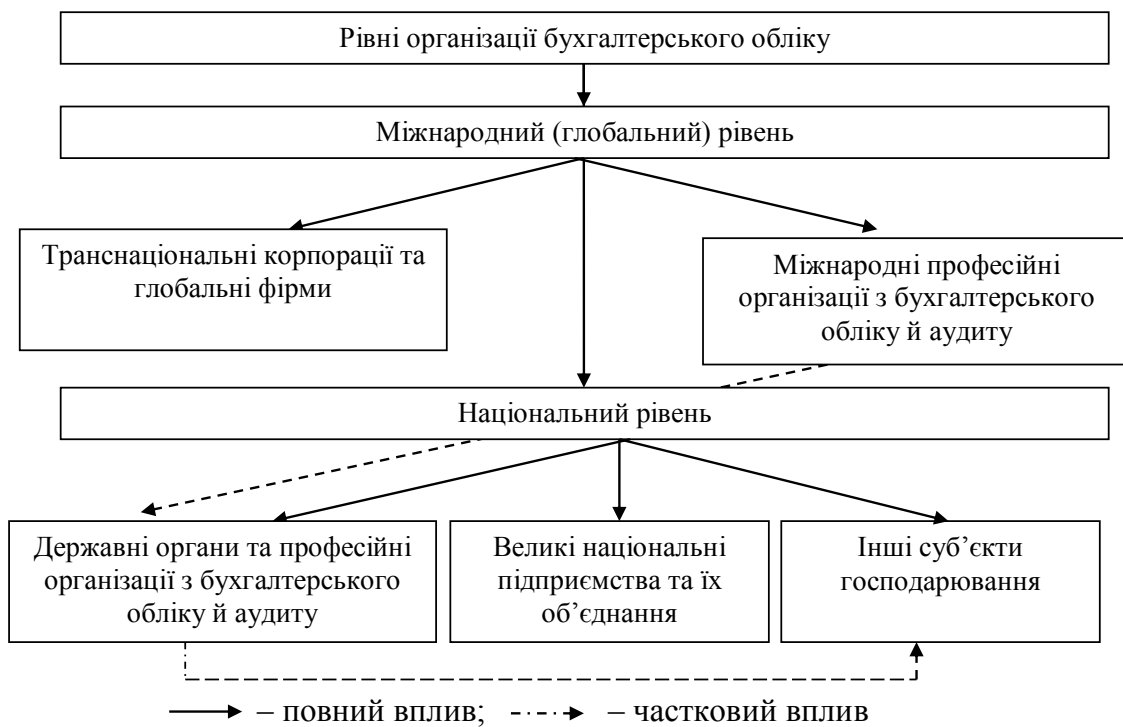 Рівні організації бухгалтерського обліку
Міжнародний (глобальний) рівень
Транснаціональні корпорації та
глобальні фірми
Міжнародні професійні
організації з бухгалтерського
обліку й аудиту
Національний рівень
Державні органи та професійні
організації з бухгалтерського
обліку й аудиту
Великі національні
підприємства та їх
об’єднання
Інші суб’єкти
господарювання
– повний вплив; – частковий вплив